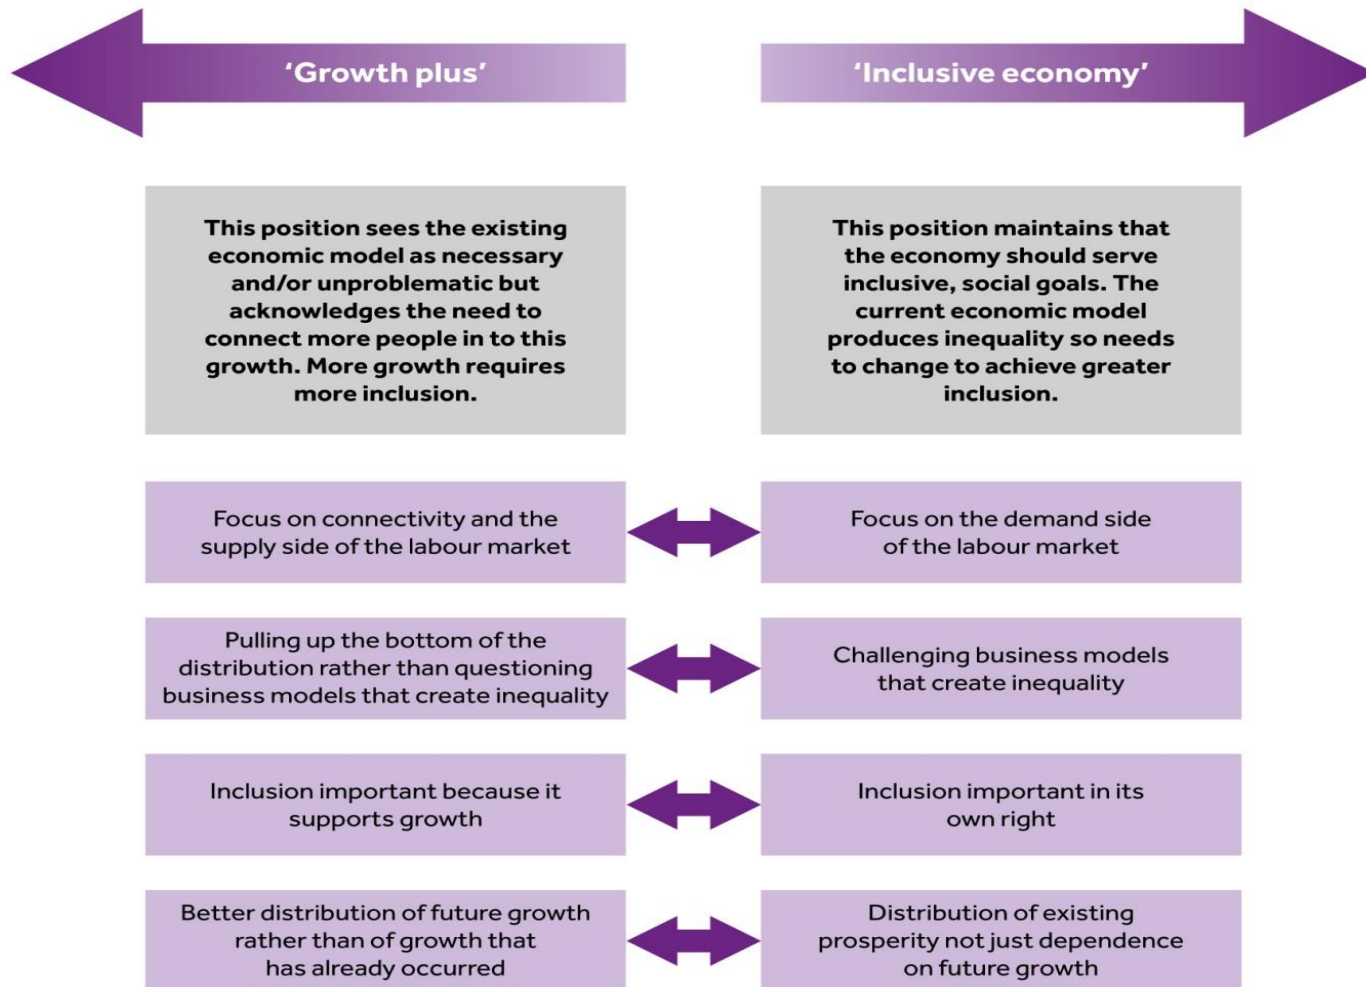 ‘Growth plus’
‘Inclusive economy’
This position sees the existing
economic model as necessary
and/or unproblematic but
acknowledges the need to
connect more people in to this
growth. More growth requires
more inclusion.
This position maintains that
the economy should serve
inclusive, social goals. The
current economic model
produces inequality so needs
to change to achieve greater
inclusion.
Focus on connectivity and the
supply side of the labour market
Focus on the demand side
of the labour market
Pulling up the bottom of the
distribution rather than questioning
business models that create inequality
Challenging business models
that create inequality
Inclusion important because it
supports growth
Inclusion important in its
own right
Better distribution of future growth
rather than of growth that
has already occurred
Distribution of existing
prosperity not just dependence
on future growth